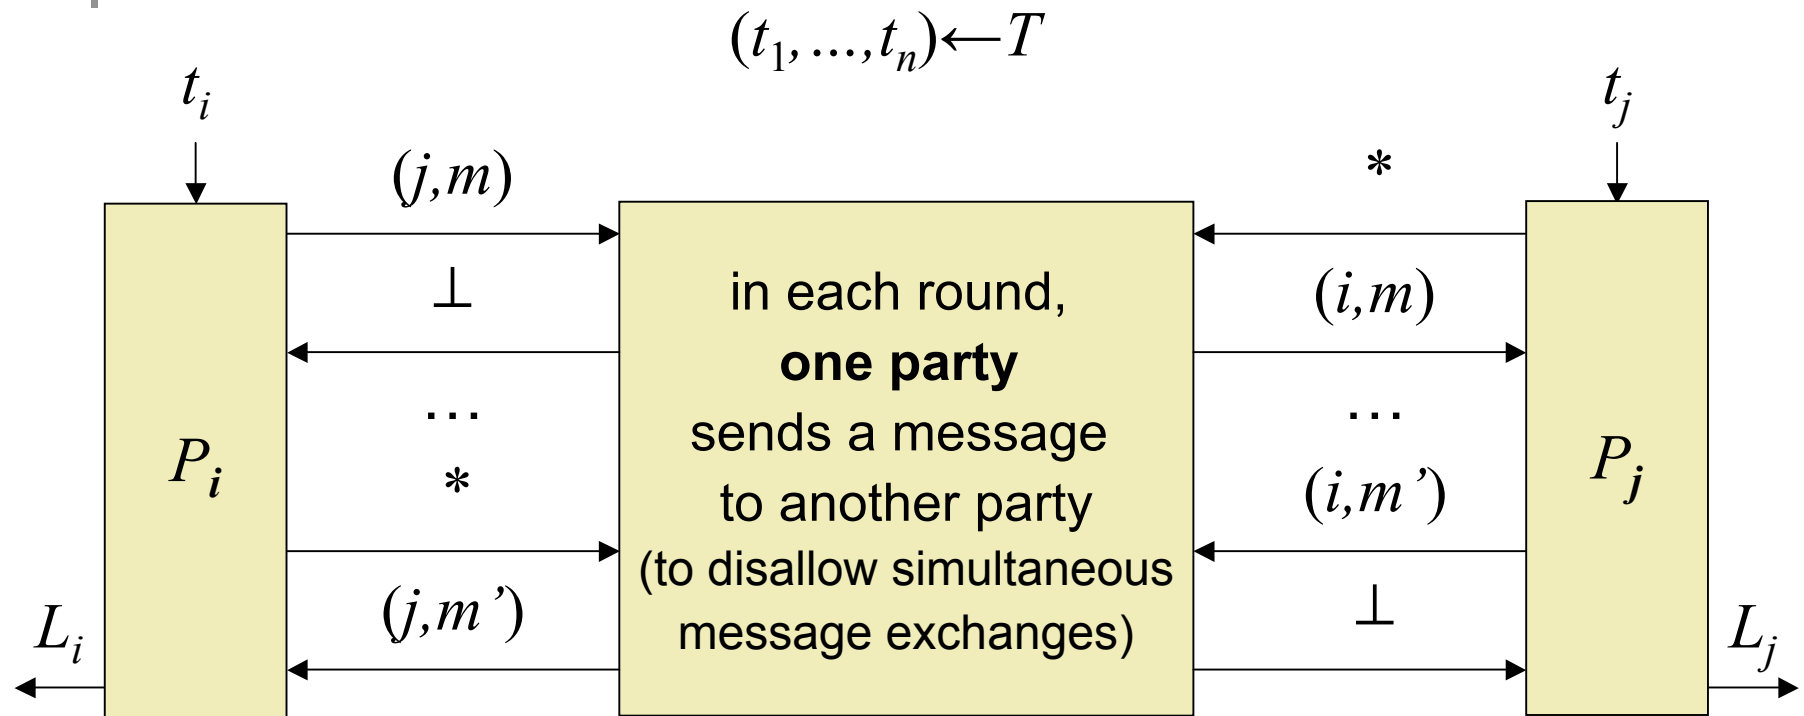 (t₁,...,tₙ)←T
tᵢ
tⱼ
(j,m)
*
⊥
(i,m)
...
...
*
(i,m’)
(j,m’)
⊥
Pᵢ
in each round,
one party
sends a message
to another party
(to disallow simultaneous
message exchanges)
Pⱼ
Lᵢ
Lⱼ